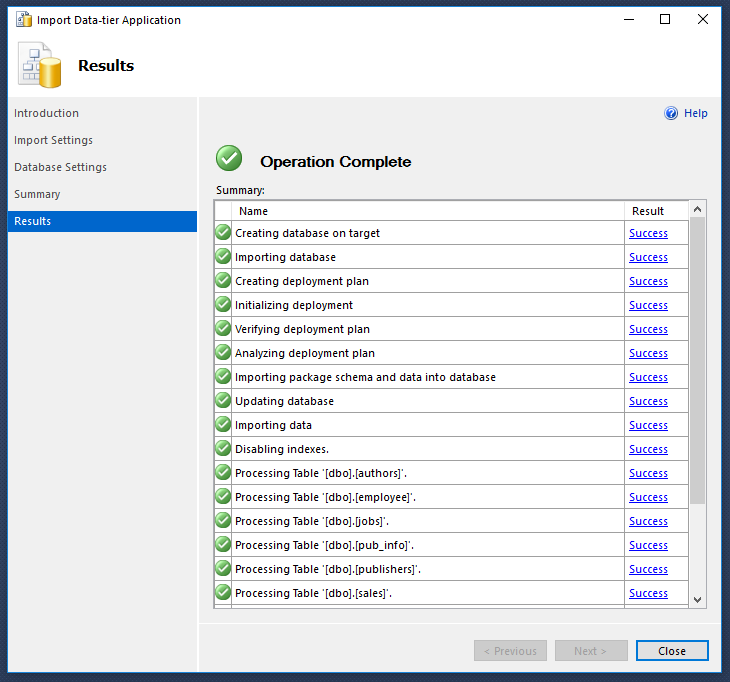 Import Data-tier Application
Results
Introduction
Import Settings
Database Settings
Summary
Results
Help
Operation Complete
Summary:
Name Result
Creating database on target Success
Importing database Success
Creating deployment plan Success
Initializing deployment Success
Verifying deployment plan Success
Analyzing deployment plan Success
Importing package schema and data into database Success
Updating database Success
Importing data Success
Disabling indexes. Success
Processing Table '[dbo].[authors]'. Success
Processing Table '[dbo].[employee]'. Success
Processing Table '[dbo].[jobs]'. Success
Processing Table '[dbo].[pub_info]'. Success
Processing Table '[dbo].[publishers]'. Success
Processing Table '[dbo].[sales]'. Success
< Previous Next > Close